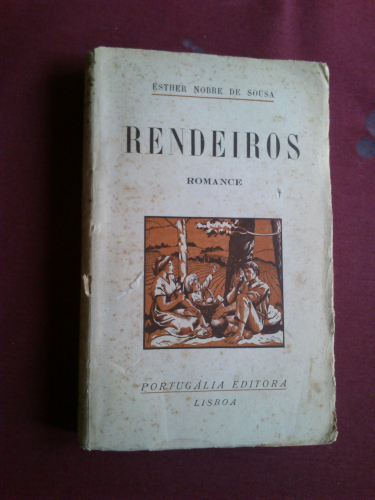 ESTHER NOBRE DE SOUSA
RENDEIROS
ROMANCE
PORTUGÁLIA EDITORA
LISBOA